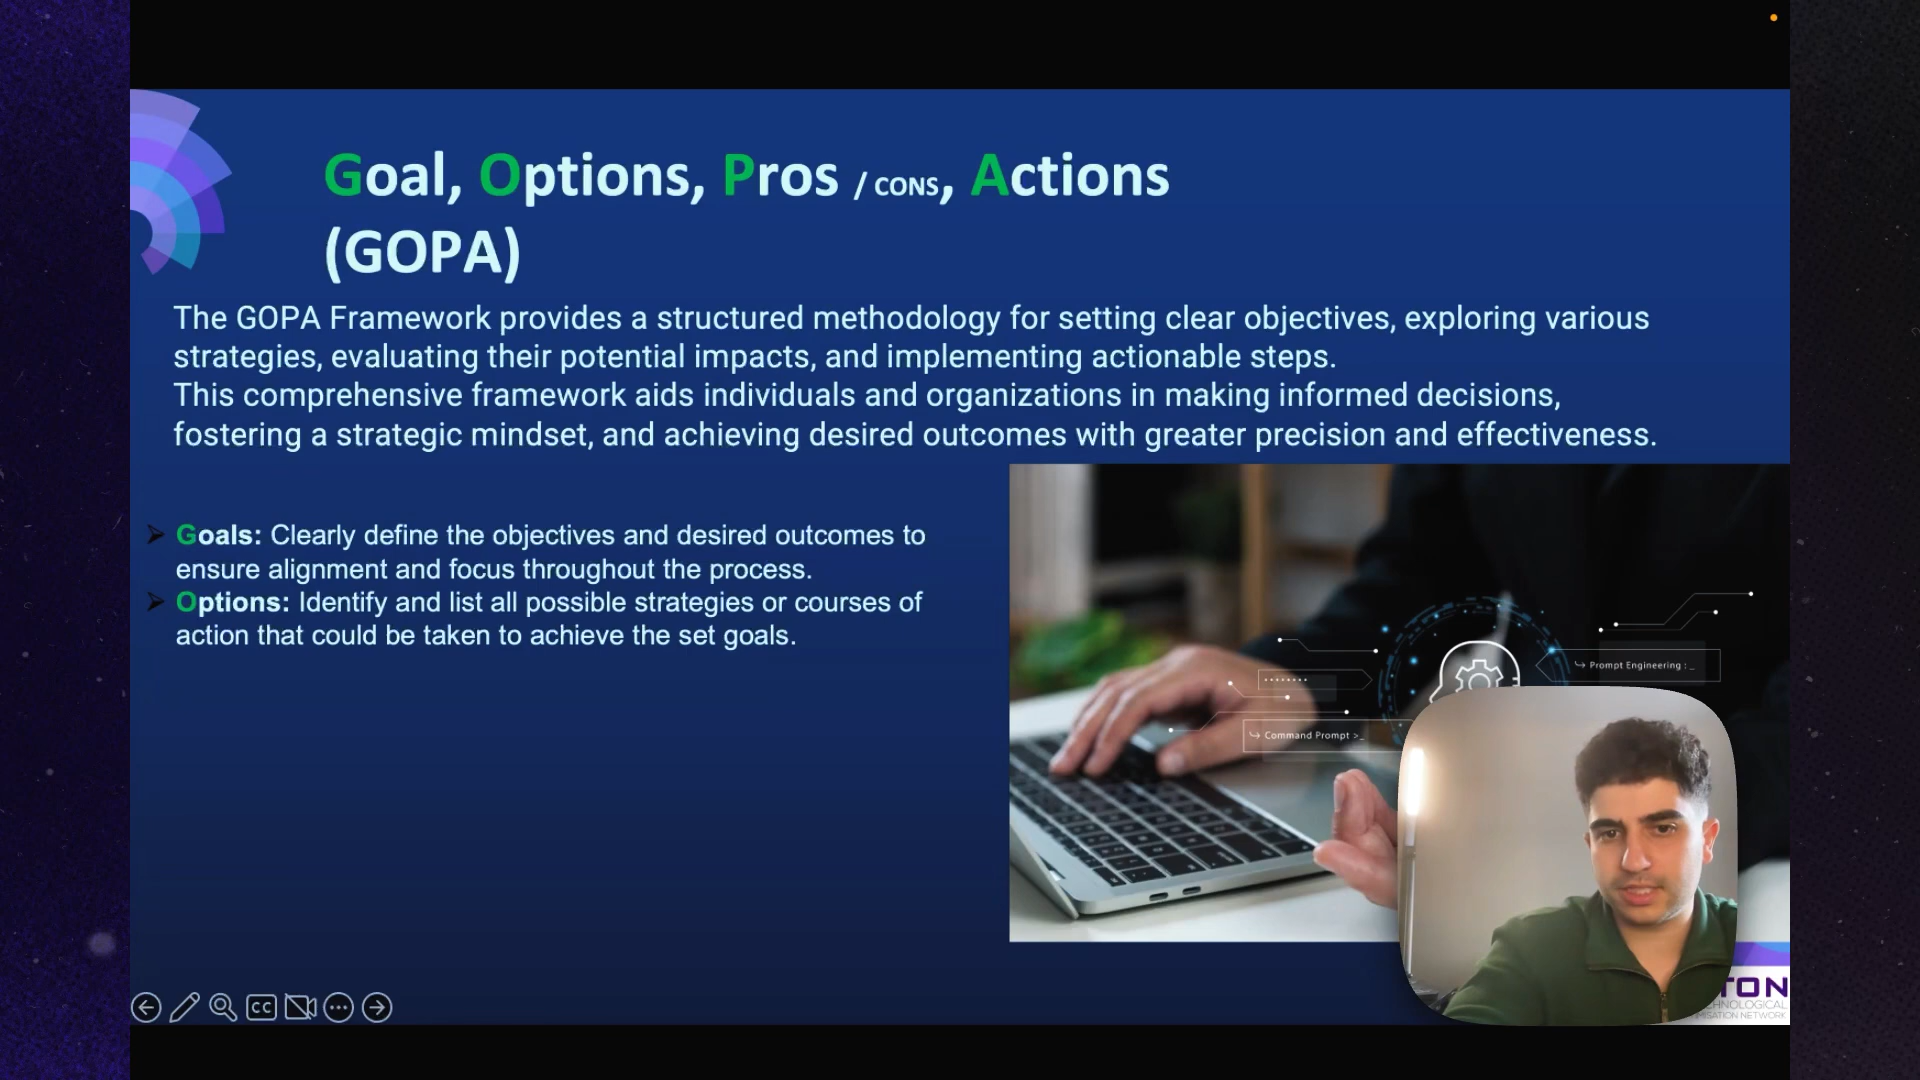 Goal, Options, Pros / CONS, Actions
(GOPA)
The GOPA Framework provides a structured methodology for setting clear objectives, exploring various
strategies, evaluating their potential impacts, and implementing actionable steps.
This comprehensive framework aids individuals and organizations in making informed decisions,
fostering a strategic mindset, and achieving desired outcomes with greater precision and effectiveness.
Goals: Clearly define the objectives and desired outcomes to
ensure alignment and focus throughout the process.
Options: Identify and list all possible strategies or courses of
action that could be taken to achieve the set goals.
Prompt Engineering : _
Command Prompt >_
CC